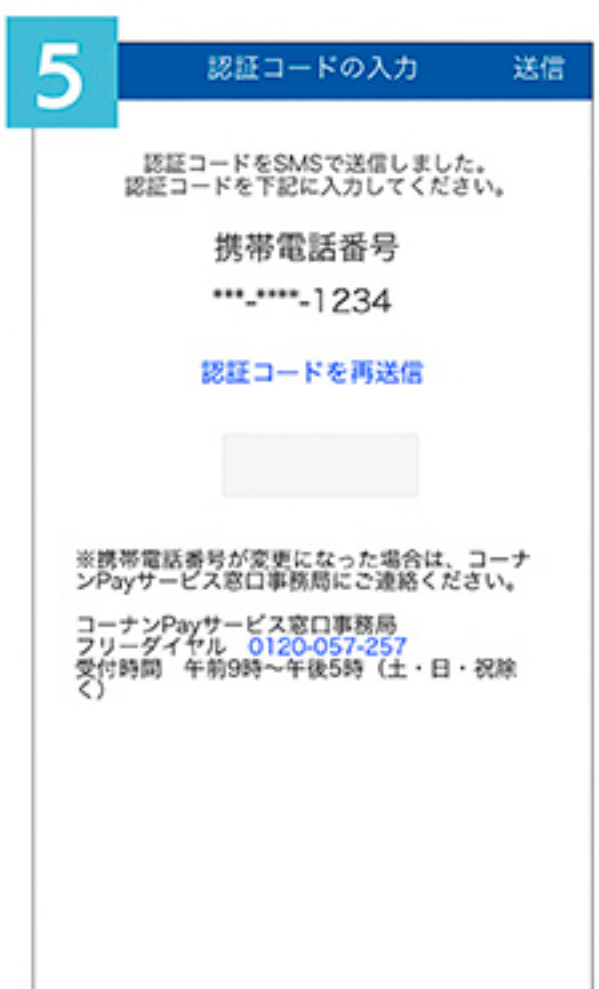 5
認証コードの入力 送信
認証コードをSMSで送信しました。
認証コードを下記に入力してください。
携帯電話番号
***-****-1234
認証コードを再送信
※携帯電話番号が変更になった場合は、コーナ
ンPayサービス窓口事務局にご連絡ください。
コーナンPayサービス窓口事務局
フリーダイヤル 0120-057-257
受付時間 午前9時～午後5時（土・日・祝除
く）